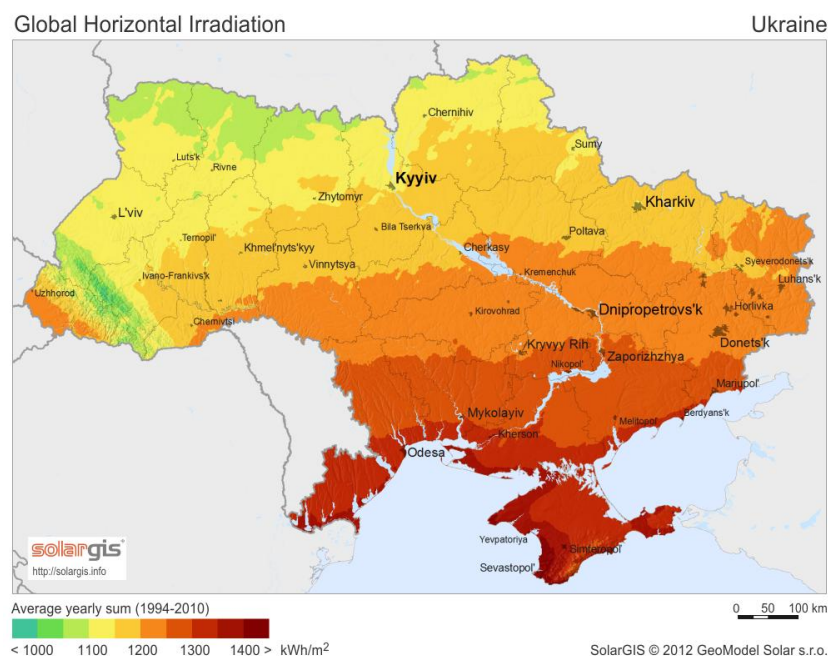 Global Horizontal Irradiation
Ukraine
Chernihiv
Sumy
Luts'k
Rivne
Kyyiv
Zhytomyr
Kharkiv
L'viv
Bila Tserkva
Poltava
Ternopil'
Khmel'nyts'kyy
Cherkasy
Syeverodonets'k
Vinnytsya
Kremenchuk
Ivano-Frankivs'k
Luhans'k
Uzhhorod
Kirovohrad
Dnipropetrovs'k
Horlivka
Chernivtsi
Donets'k
Kryvyy Rih
Zaporizhzhya
Nikopol'
Mariupol'
Mykolayiv
Melitopol'
Berdyans'k
Kherson
Odesa
Yevpatoriya
Simferopol'
Sevastopol'
solargis
http://solargis.info
Average yearly sum (1994-2010)
0 50 100 km
< 1000 1100 1200 1300 1400 > kWh/m2
SolarGIS © 2012 GeoModel Solar s.r.o.